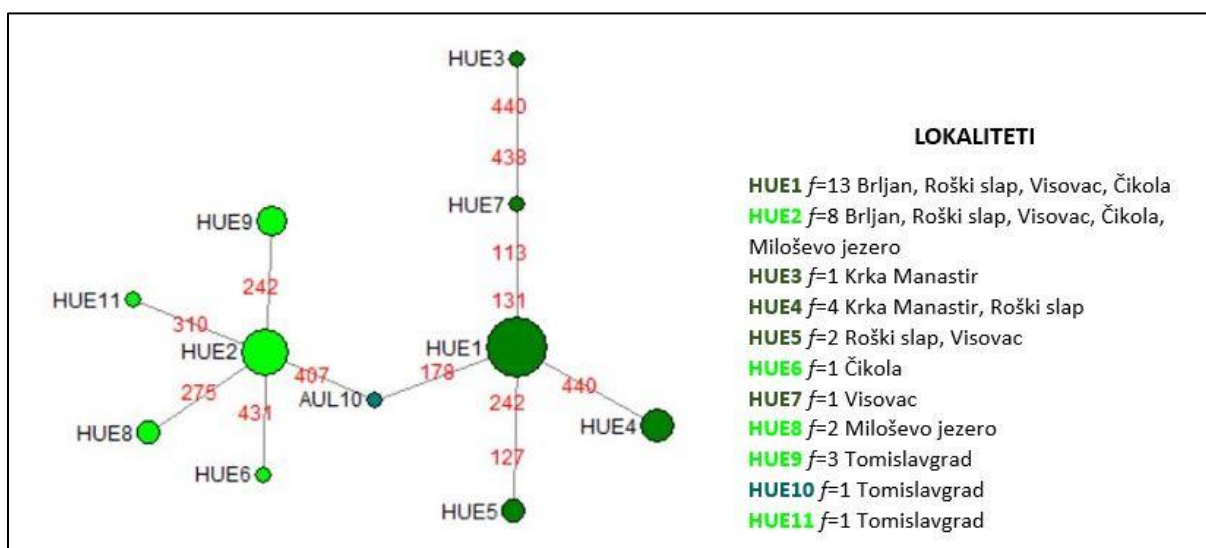 HUE3
440
438
HUE7
113
131
HUE9
242
HUE11
310
HUE2
HUE1
407
178
AUL10
275
431
242
440
HUE8
HUE4
127
HUE6
HUE5
LOKALITETI
HUE1 f=13 Brljan, Roški slap, Visovac, Čikola
HUE2 f=8 Brljan, Roški slap, Visovac, Čikola,
Miloševo jezero
HUE3 f=1 Krka Manastir
HUE4 f=4 Krka Manastir, Roški slap
HUE5 f=2 Roški slap, Visovac
HUE6 f=1 Čikola
HUE7 f=1 Visovac
HUE8 f=2 Miloševo jezero
HUE9 f=3 Tomislavgrad
HUE10 f=1 Tomislavgrad
HUE11 f=1 Tomislavgrad